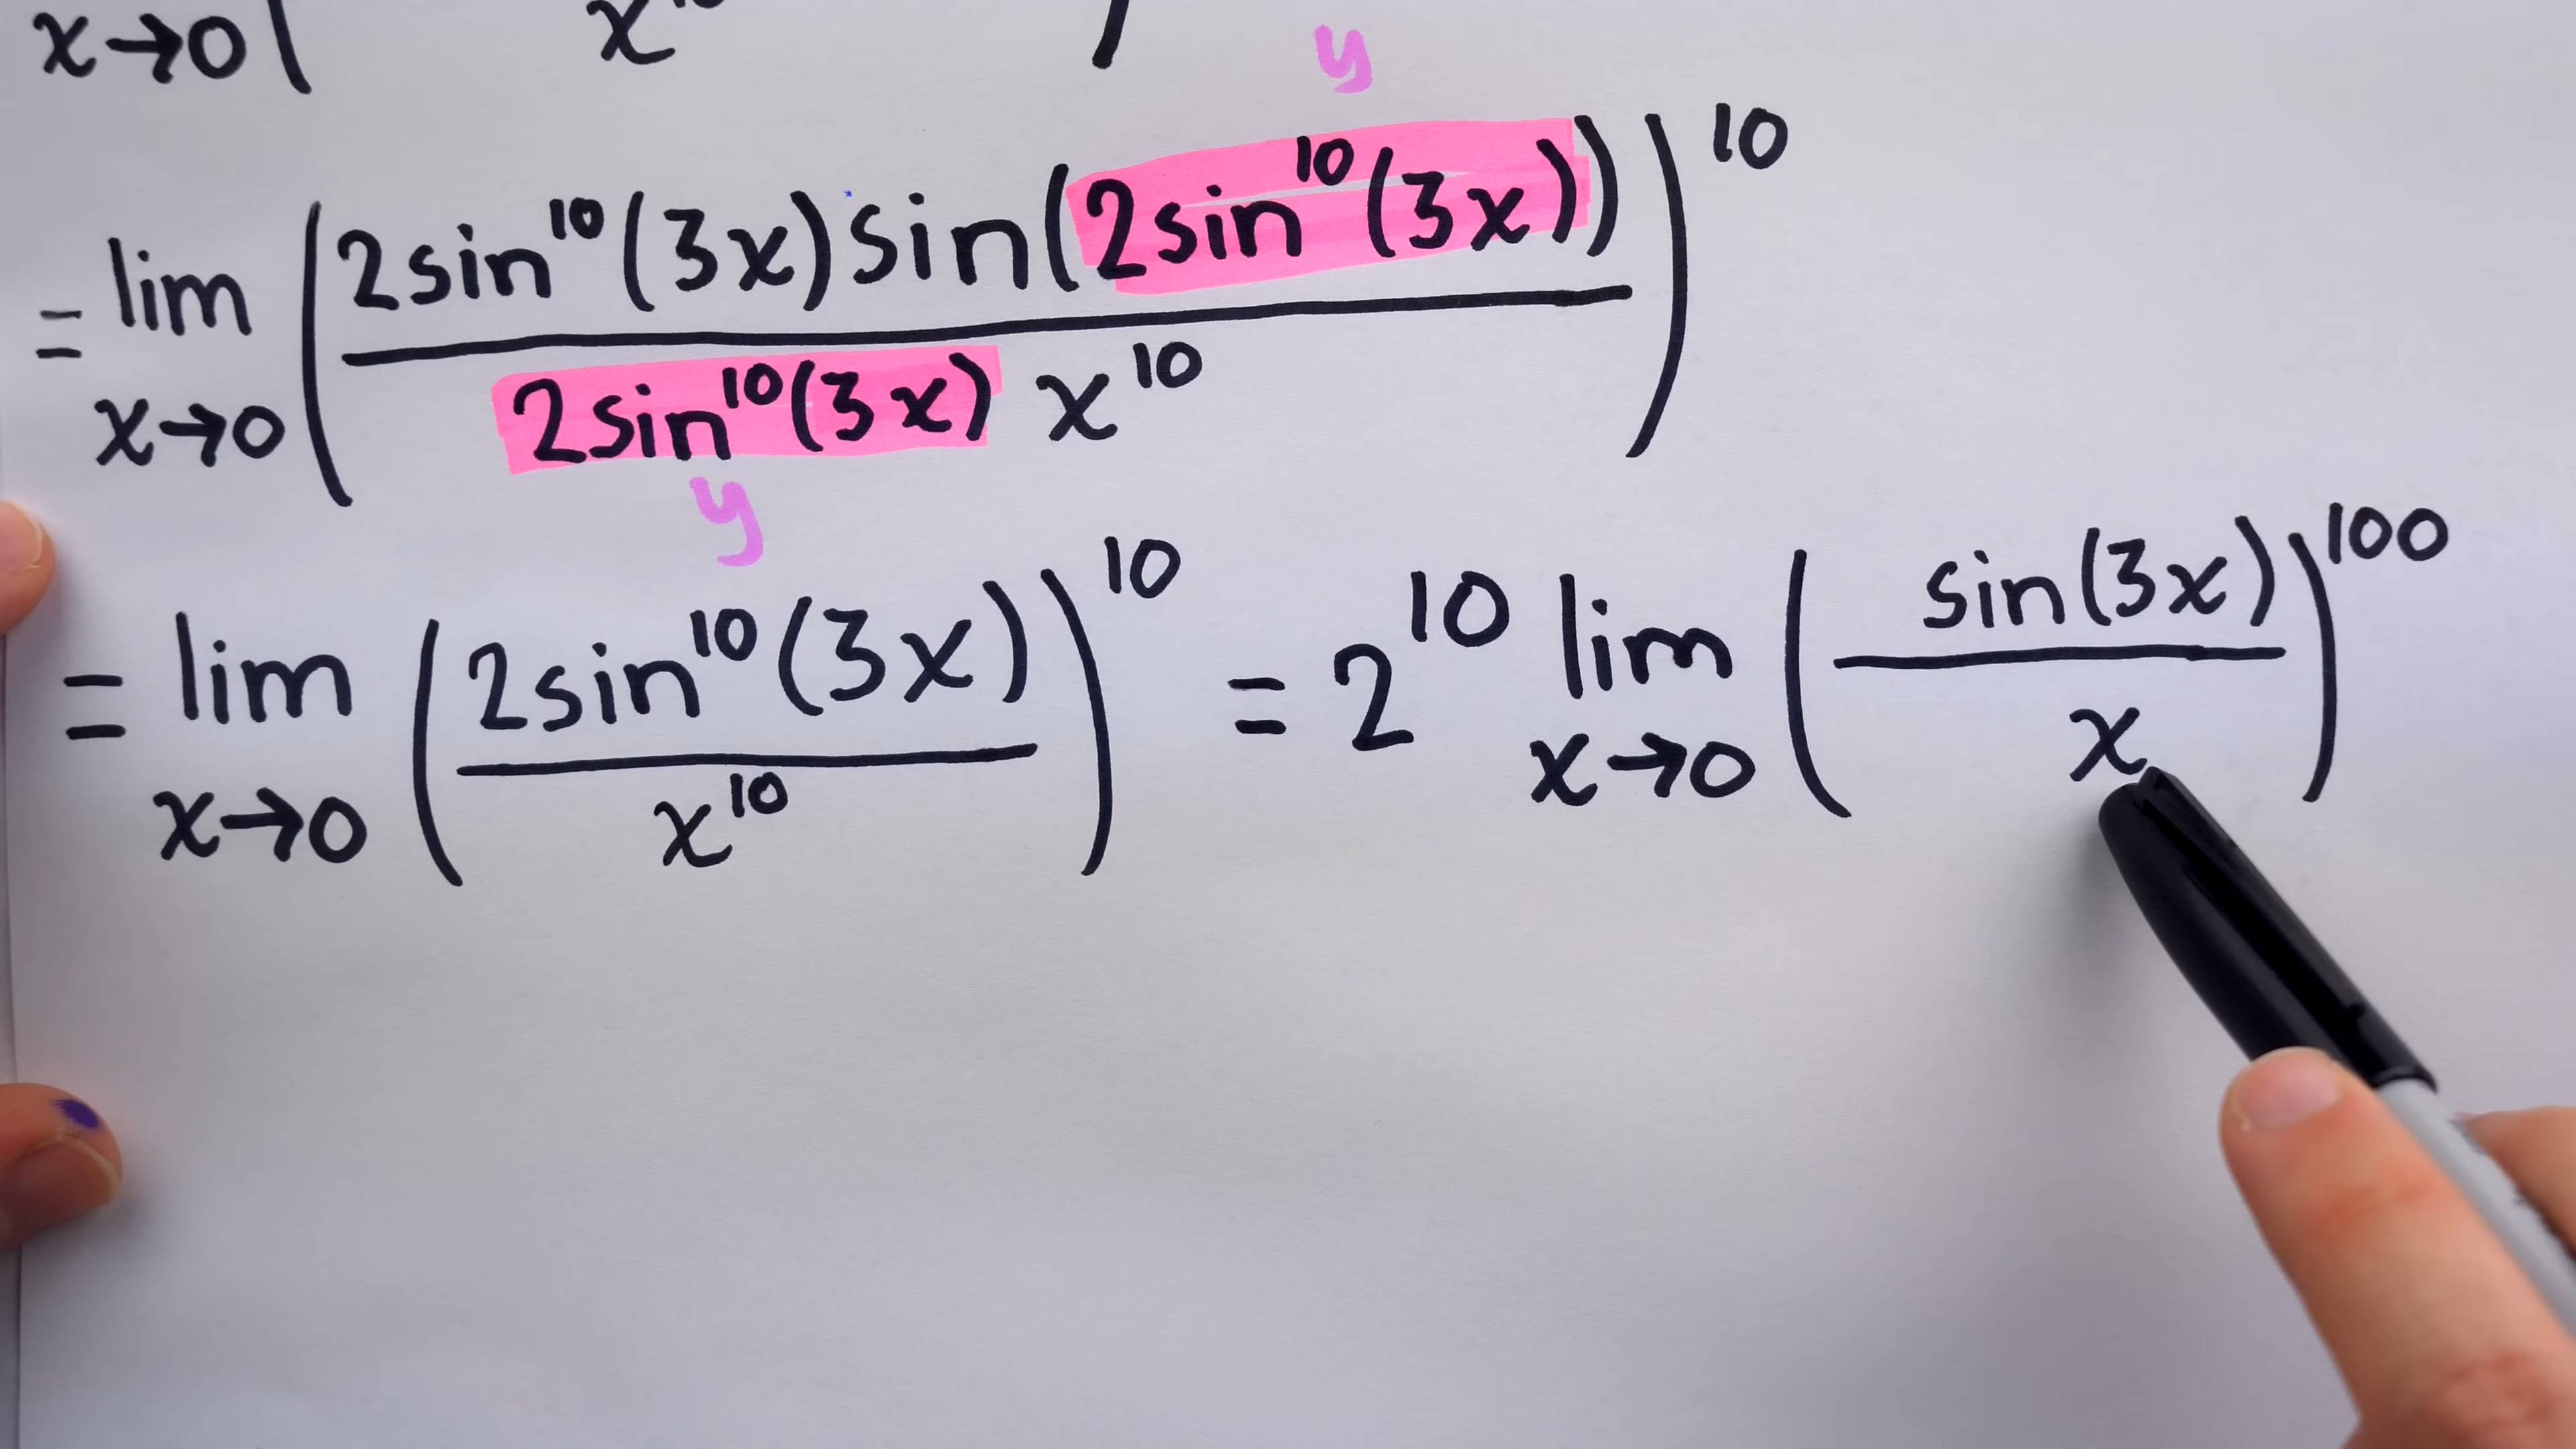 x→0 ( x¹⁰ )
y
= lim x→0 ( 2sin¹⁰(3x)sin(2sin¹⁰(3x)) / 2sin¹⁰(3x) x¹⁰ )¹⁰
y
= lim x→0 ( 2sin¹⁰(3x) / x¹⁰ )¹⁰ = 2¹⁰ lim x→0 ( sin(3x) / x )¹⁰⁰